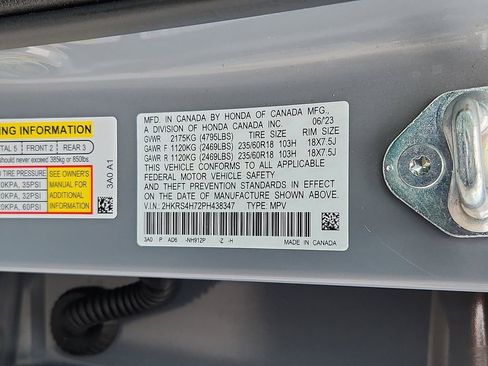 ING INFORMATION
TAL 5 FRONT 2 REAR 3
hould never exceed 385kg or 850lbs
D TIRE PRESSURE
0KPA, 35PSI
0KPA, 32PSI
0KPA, 60PSI
SEE OWNER'S
MANUAL FOR
ADDITIONAL
INFORMATION
3A0 A1
MFD. IN CANADA BY HONDA OF CANADA MFG.,
A DIVISION OF HONDA CANADA INC. 06/23
GVWR 2175KG (4795LBS) TIRE SIZE RIM SIZE
GAWR F 1120KG (2469LBS) 235/60R18 103H 18X7.5J
GAWR R 1120KG (2469LBS) 235/60R18 103H 18X7.5J
THIS VEHICLE CONFORMS TO ALL APPLICABLE
FEDERAL MOTOR VEHICLE SAFETY
AND THEFT PREVENTION STANDARDS IN EFFECT
ON THE DATE OF MANUFACTURE SHOWN ABOVE.
V.I.N.: 2HKRS4H72PH438347 TYPE: MPV
3A0 P AD6 -NH912P -Z -H
MADE IN CANADA